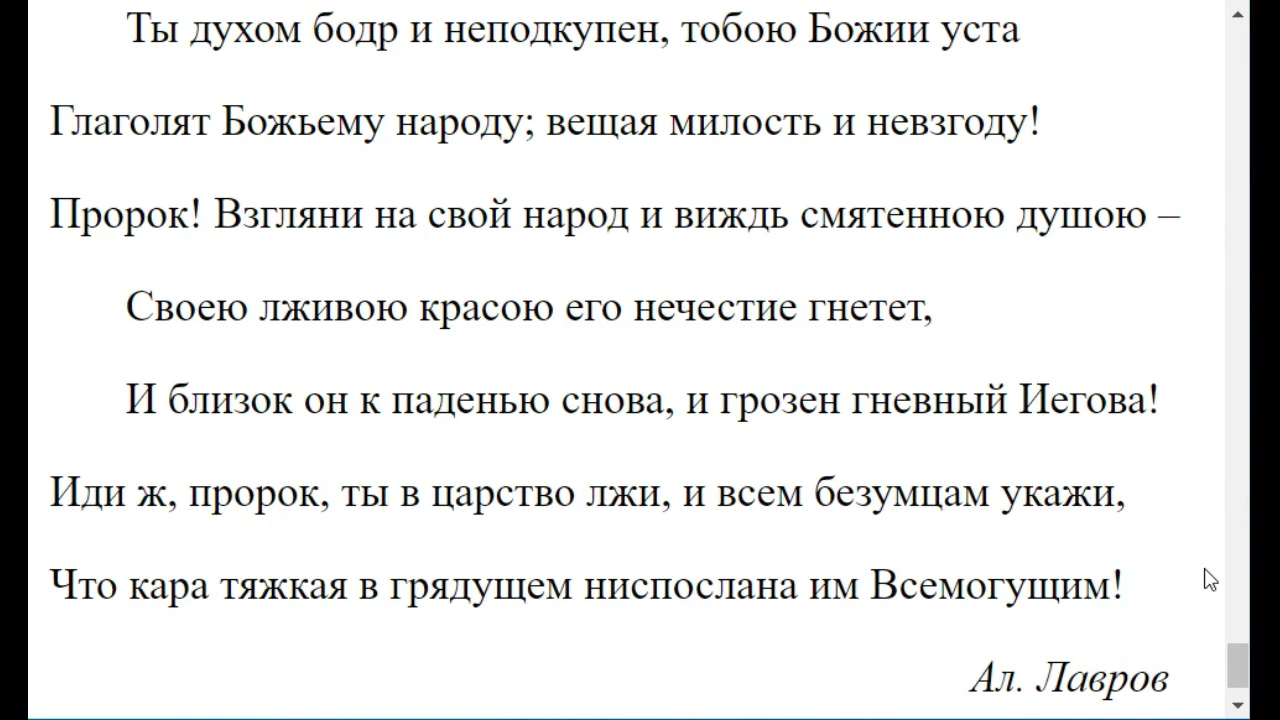 Ты духом бодр и неподкупен, тобою Божии уста
Глаголят Божьему народу; вещая милость и невзгоду!
Пророк! Взгляни на свой народ и виждь смятенною душою –
Своею лживою красою его нечестие гнетет,
И близок он к паденью снова, и грозен гневный Иегова!
Иди ж, пророк, ты в царство лжи, и всем безумцам укажи,
Что кара тяжкая в грядущем ниспослана им Всемогущим!
Ал. Лавров